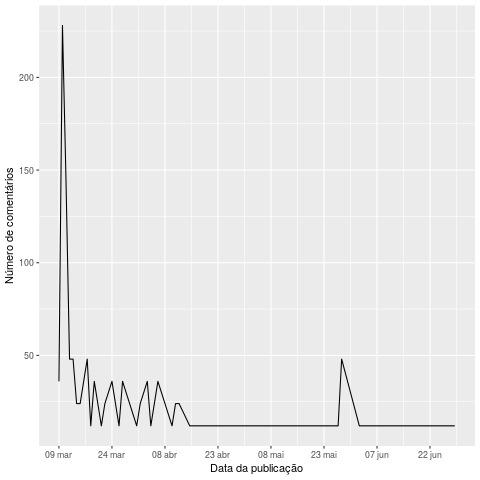 200
150
100
50
Número de comentários
09 mar 24 mar 08 abr 23 abr 08 mai 23 mai 07 jun 22 jun
Data da publicação